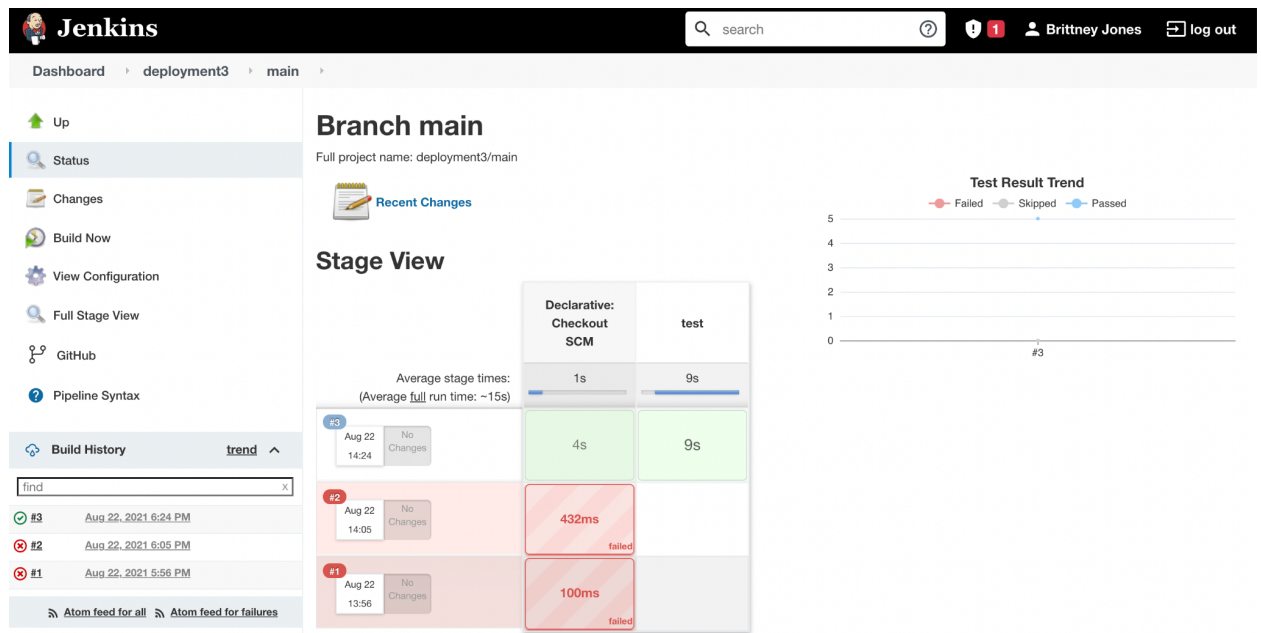 Jenkins
search
1
Brittney Jones
log out
Dashboard
deployment3
main
Up
Status
Changes
Build Now
View Configuration
Full Stage View
GitHub
Pipeline Syntax
Build History
trend
find
x
#3 Aug 22, 2021 6:24 PM
#2 Aug 22, 2021 6:05 PM
#1 Aug 22, 2021 5:56 PM
Atom feed for all Atom feed for failures
Branch main
Full project name: deployment3/main
Recent Changes
Stage View
Declarative:
Checkout
SCM
test
Average stage times:
(Average full run time: ~15s)
1s
9s
#3
Aug 22
14:24
No
Changes
4s
9s
#2
Aug 22
14:05
No
Changes
432ms
failed
#1
Aug 22
13:56
No
Changes
100ms
failed
Test Result Trend
Failed Skipped Passed
5
4
3
2
1
0
#3